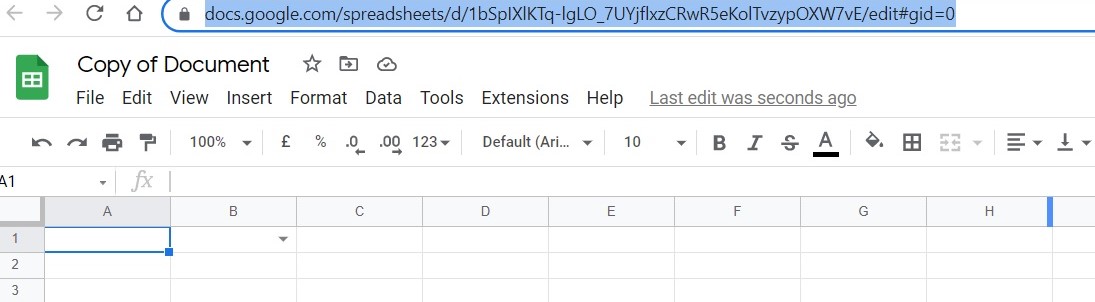 docs.google.com/spreadsheets/d/1bSpIXlKTq-lgLO_7UYjflxzCRwR5eKolTvzypOXW7vE/edit#gid=0
Copy of Document
File Edit View Insert Format Data Tools Extensions Help Last edit was seconds ago
100% £ % .0 .00 123 Default (Ari... 10 B I S A
A1 fx
A B C D E F G H
1
2
3